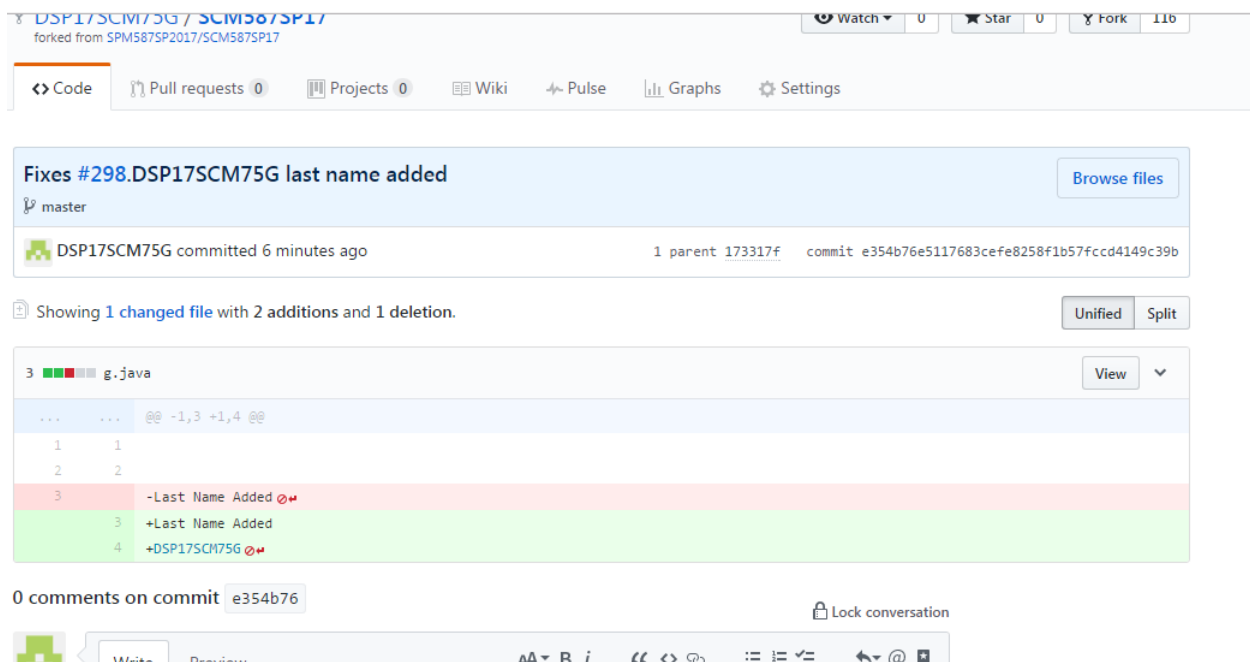 DSP17SCM75G / SCM587SP17
Watch 0 Star 0 Fork 116
forked from SPM587SP2017/SCM587SP17
<> Code Pull requests 0 Projects 0 Wiki Pulse Graphs Settings
Fixes #298.DSP17SCM75G last name added
Browse files
master
DSP17SCM75G committed 6 minutes ago 1 parent 173317f commit e354b76e5117683cefe8258f1b57fccd4149c39b
Showing 1 changed file with 2 additions and 1 deletion.
Unified Split
3 g.java View
... ... @@ -1,3 +1,4 @@
1 1
2 2
3 -Last Name Added
3 +Last Name Added
4 +DSP17SCM75G
0 comments on commit e354b76
Lock conversation
Write Preview AA B i “ <> @